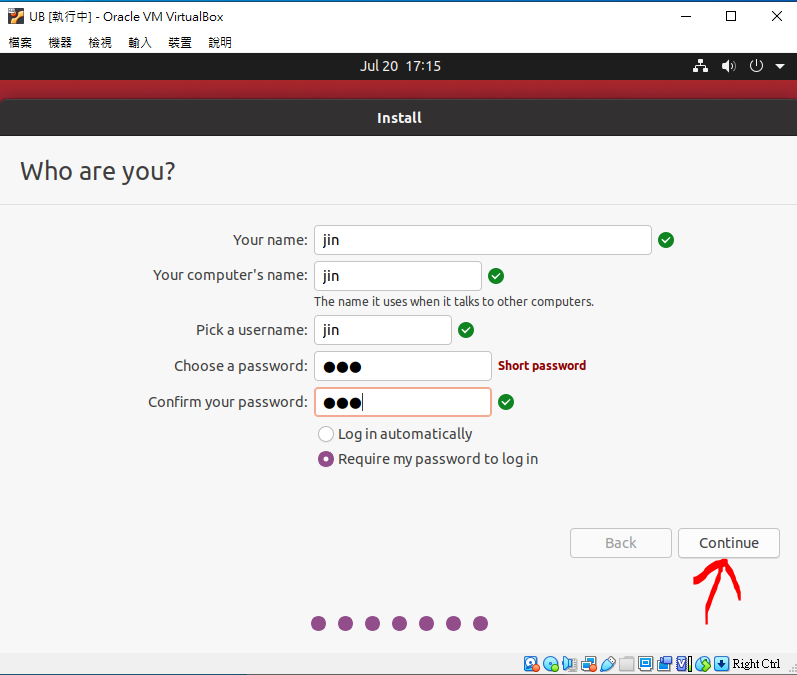 UB [執行中] - Oracle VM VirtualBox
檔案 機器 檢視 輸入 裝置 說明
Jul 20 17:15
Install
Who are you?
Your name: jin
Your computer's name: jin
The name it uses when it talks to other computers.
Pick a username: jin
Choose a password: ●●● Short password
Confirm your password: ●●●
Log in automatically
Require my password to log in
Back Continue
Right Ctrl